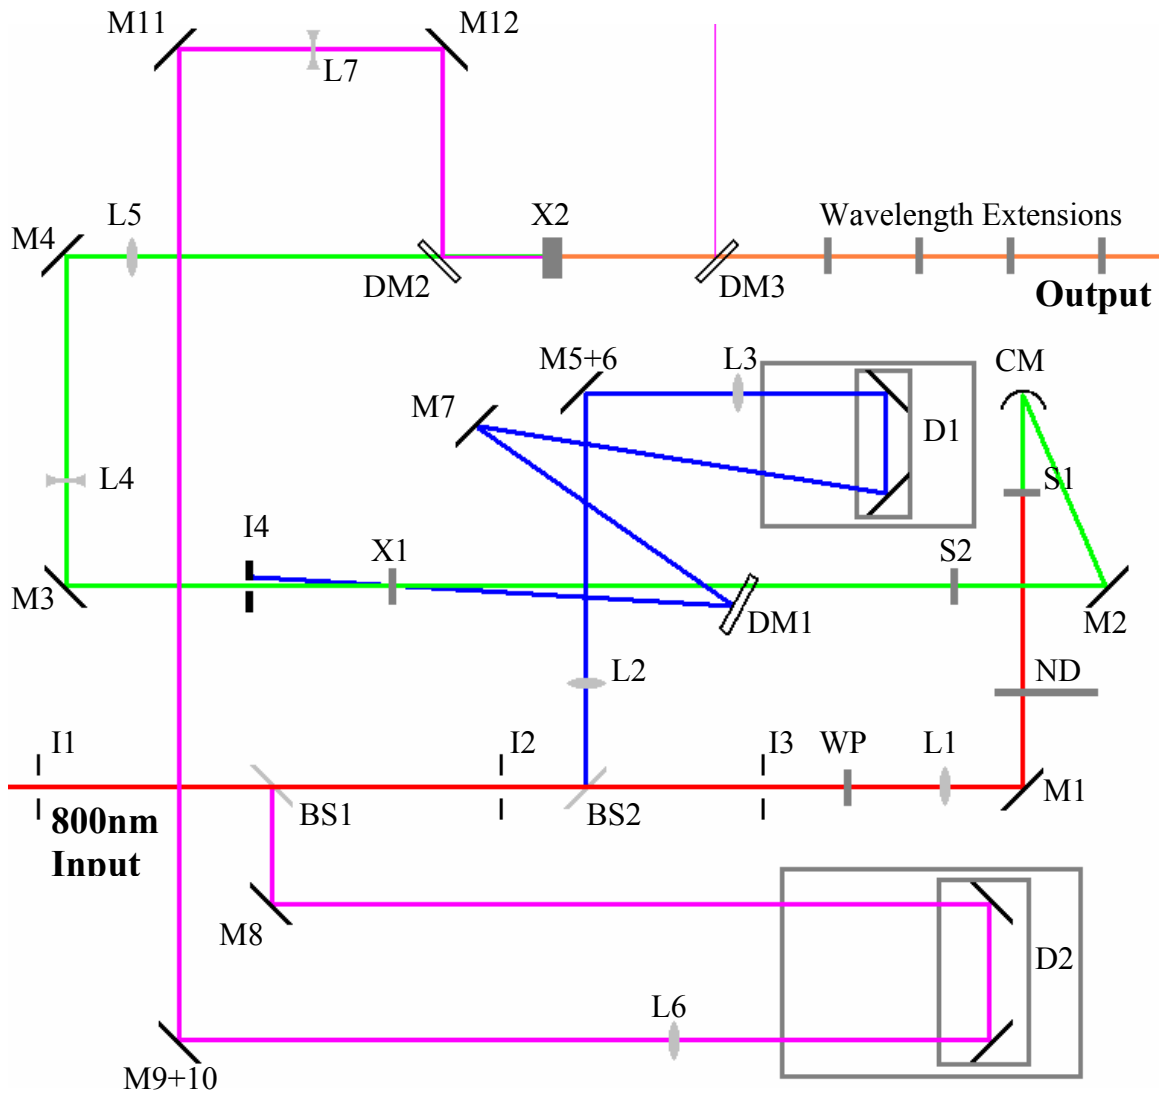 M11
M12
L7
L5
X2
Wavelength Extensions
M4
DM2
DM3
Output
M5+6
L3
CM
M7
D1
L4
S1
I4
X1
S2
M3
DM1
M2
L2
ND
I1
I2
I3
WP
L1
M1
BS1
BS2
800nm
Input
M8
D2
L6
M9+10